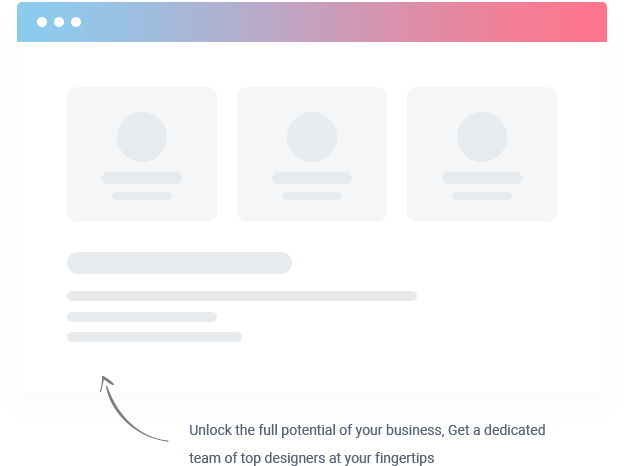 Unlock the full potential of your business, Get a dedicated
team of top designers at your fingertips